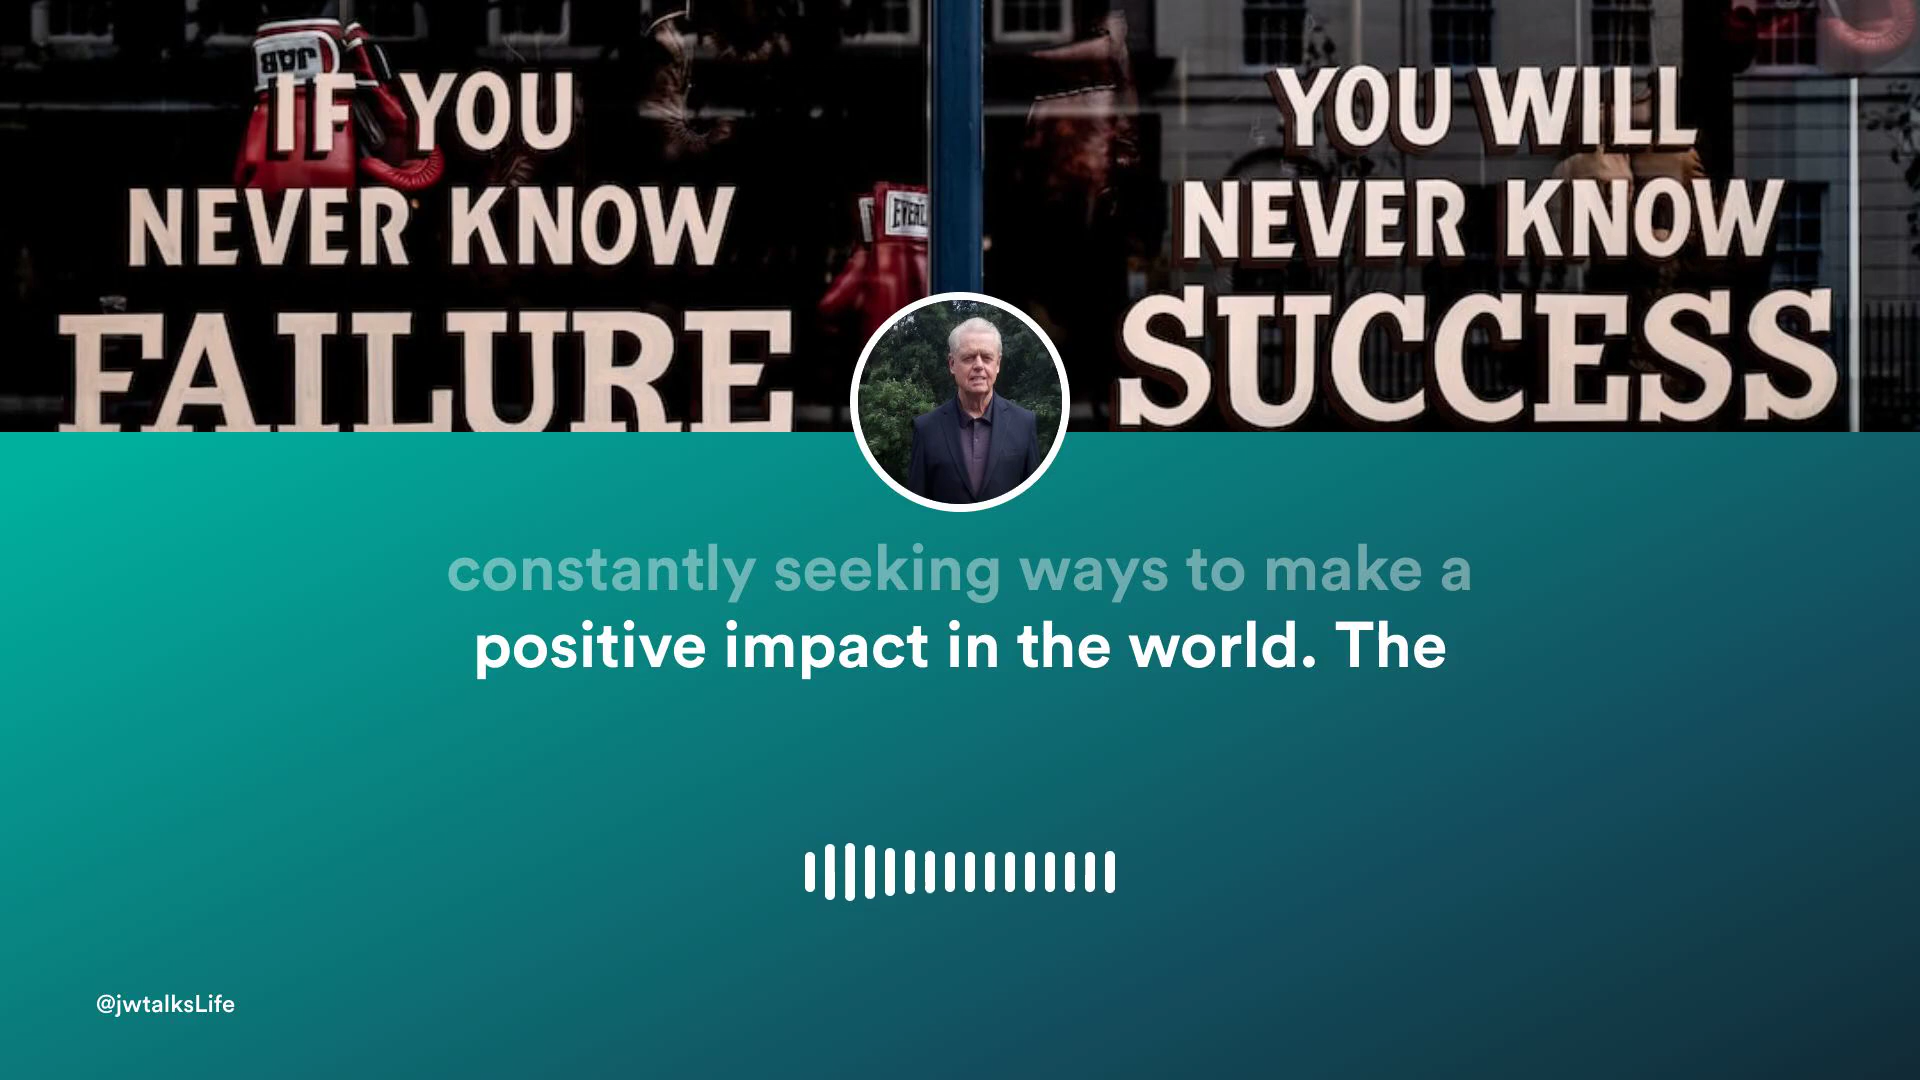 IF YOU
NEVER KNOW
FAILURE
YOU WILL
NEVER KNOW
SUCCESS
constantly seeking ways to make a
positive impact in the world. The
@jwtalksLife